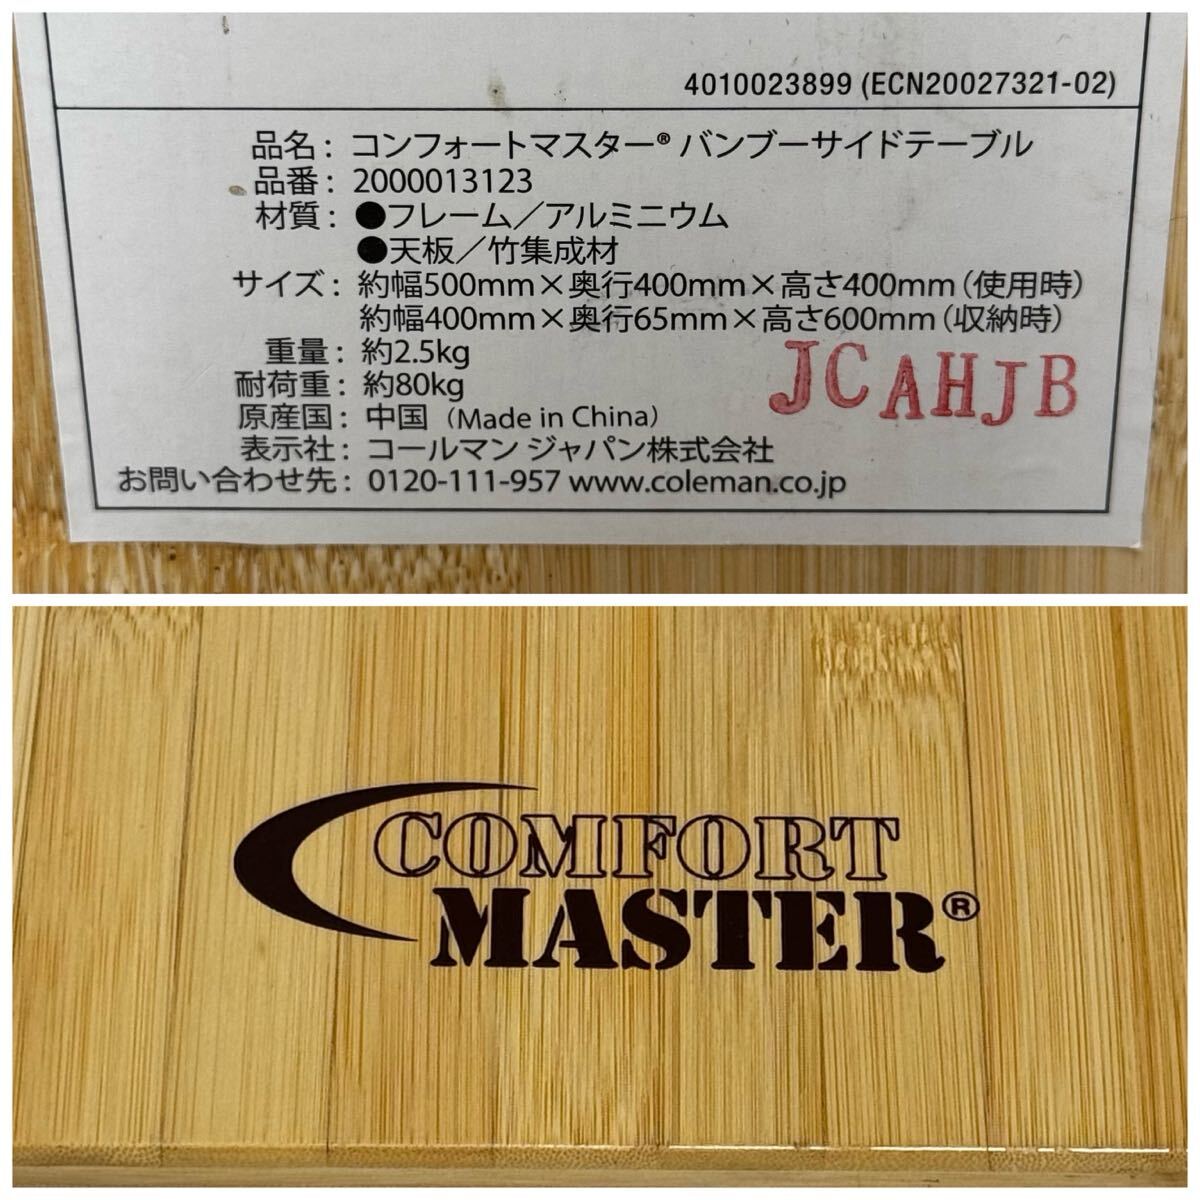 4010023899 (ECN20027321-02)
品名： コンフォートマスター® バンブーサイドテーブル
品番： 2000013123
材質： ●フレーム／アルミニウム
●天板／竹集成材
サイズ： 約幅500mm×奥行400mm×高さ400mm（使用時）
約幅400mm×奥行65mm×高さ600mm（収納時）
重量： 約2.5kg
耐荷重： 約80kg
原産国： 中国（Made in China）
表示社： コールマン ジャパン株式会社
お問い合わせ先： 0120-111-957 www.coleman.co.jp
JCAHJB
COMFORT
MASTER®